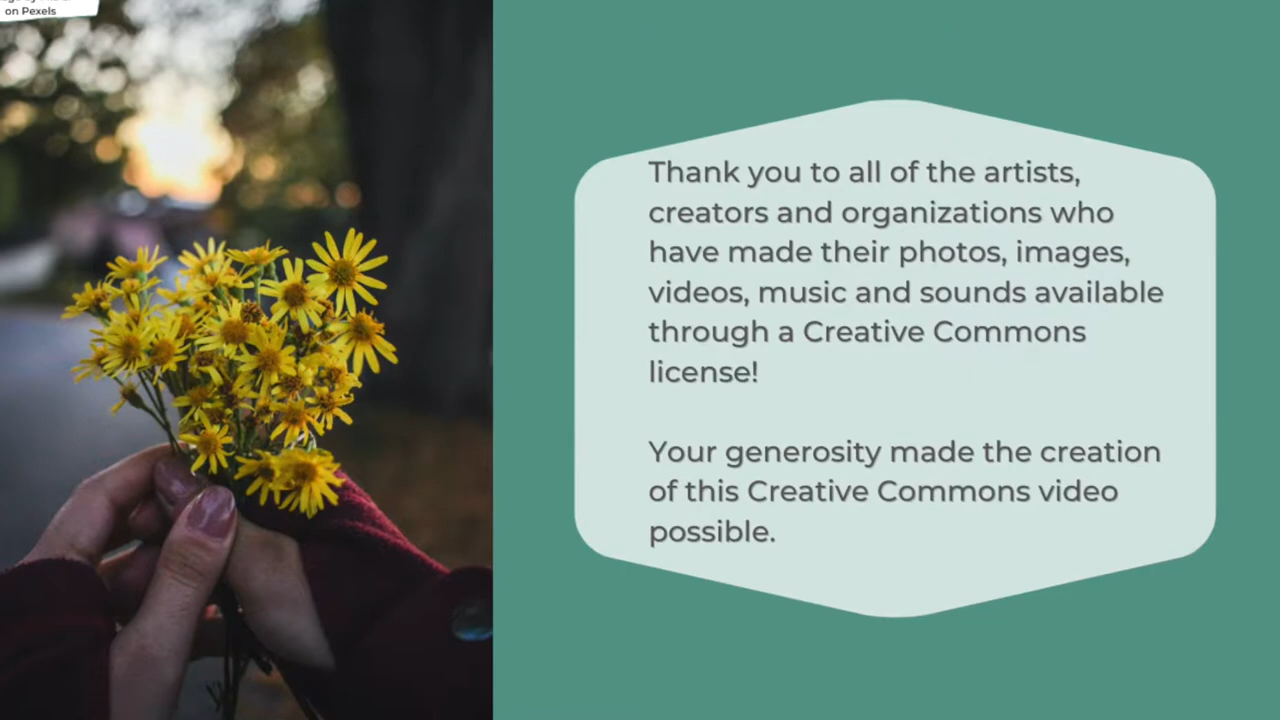 on Pexels
Thank you to all of the artists,
creators and organizations who
have made their photos, images,
videos, music and sounds available
through a Creative Commons
license!
Your generosity made the creation
of this Creative Commons video
possible.